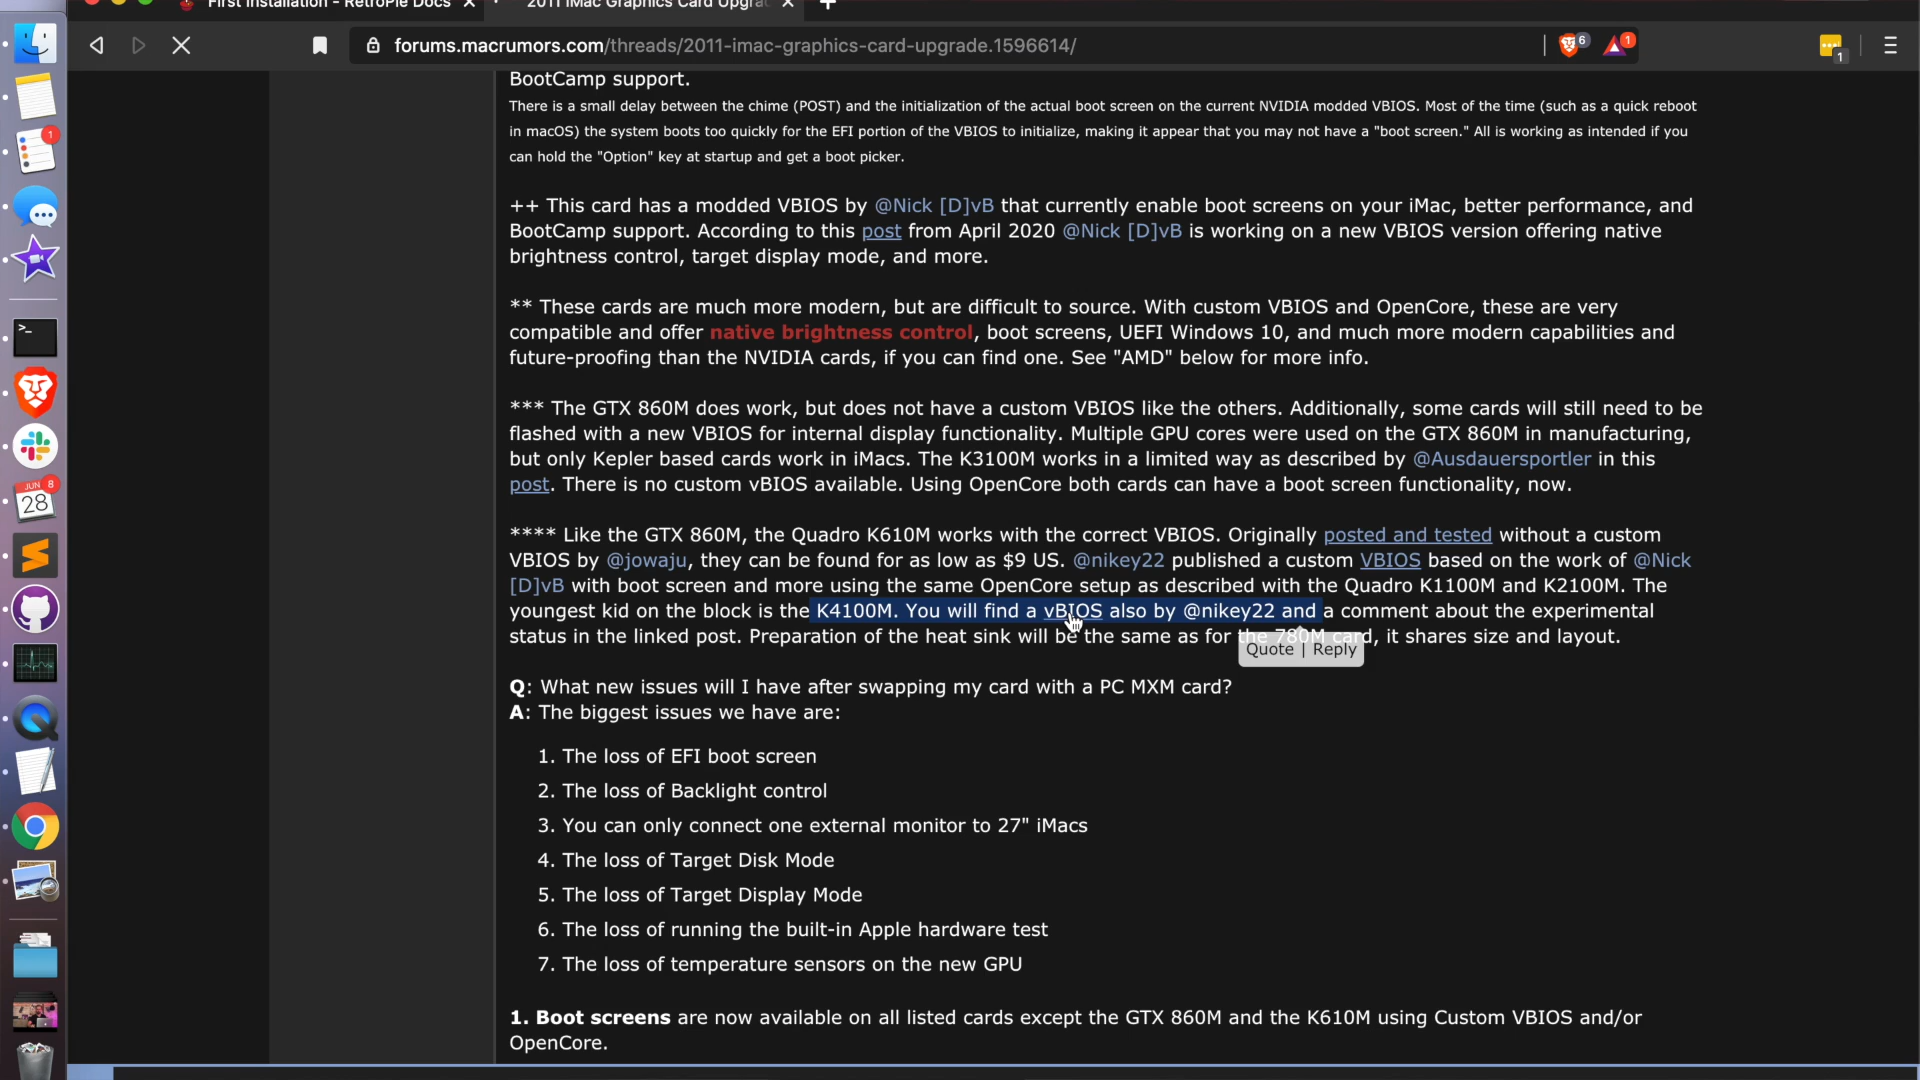 First Installation - RetroPie Docs
2011 iMac Graphics Card Upgra
forums.macrumors.com/threads/2011-imac-graphics-card-upgrade.1596614/
6
1
1
BootCamp support.
There is a small delay between the chime (POST) and the initialization of the actual boot screen on the current NVIDIA modded VBIOS. Most of the time (such as a quick reboot
in macOS) the system boots too quickly for the EFI portion of the VBIOS to initialize, making it appear that you may not have a "boot screen." All is working as intended if you
can hold the "Option" key at startup and get a boot picker.
++ This card has a modded VBIOS by @Nick [D]vB that currently enable boot screens on your iMac, better performance, and
BootCamp support. According to this post from April 2020 @Nick [D]vB is working on a new VBIOS version offering native
brightness control, target display mode, and more.
** These cards are much more modern, but are difficult to source. With custom VBIOS and OpenCore, these are very
compatible and offer native brightness control, boot screens, UEFI Windows 10, and much more modern capabilities and
future-proofing than the NVIDIA cards, if you can find one. See "AMD" below for more info.
*** The GTX 860M does work, but does not have a custom VBIOS like the others. Additionally, some cards will still need to be
flashed with a new VBIOS for internal display functionality. Multiple GPU cores were used on the GTX 860M in manufacturing,
but only Kepler based cards work in iMacs. The K3100M works in a limited way as described by @Ausdauersportler in this
post. There is no custom vBIOS available. Using OpenCore both cards can have a boot screen functionality, now.
**** Like the GTX 860M, the Quadro K610M works with the correct VBIOS. Originally posted and tested without a custom
VBIOS by @jowaju, they can be found for as low as $9 US. @nikey22 published a custom VBIOS based on the work of @Nick
[D]vB with boot screen and more using the same OpenCore setup as described with the Quadro K1100M and K2100M. The
youngest kid on the block is the K4100M. You will find a vBIOS also by @nikey22 and a comment about the experimental
status in the linked post. Preparation of the heat sink will be the same as for the 780M card, it shares size and layout.
Quote | Reply
Q: What new issues will I have after swapping my card with a PC MXM card?
A: The biggest issues we have are:
1. The loss of EFI boot screen
2. The loss of Backlight control
3. You can only connect one external monitor to 27" iMacs
4. The loss of Target Disk Mode
5. The loss of Target Display Mode
6. The loss of running the built-in Apple hardware test
7. The loss of temperature sensors on the new GPU
1. Boot screens are now available on all listed cards except the GTX 860M and the K610M using Custom VBIOS and/or
OpenCore.
1
JUN 8
28